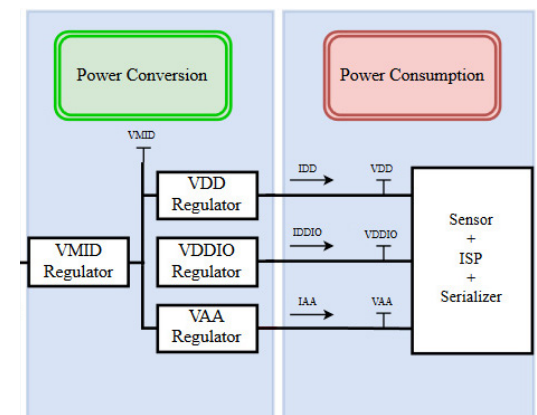 Power Conversion
Power Consumption
VMID
IDD
VDD
VDD
Regulator
IDDIO
VDDIO
VMID
Regulator
VDDIO
Regulator
Sensor
+
ISP
+
Serializer
IAA
VAA
VAA
Regulator